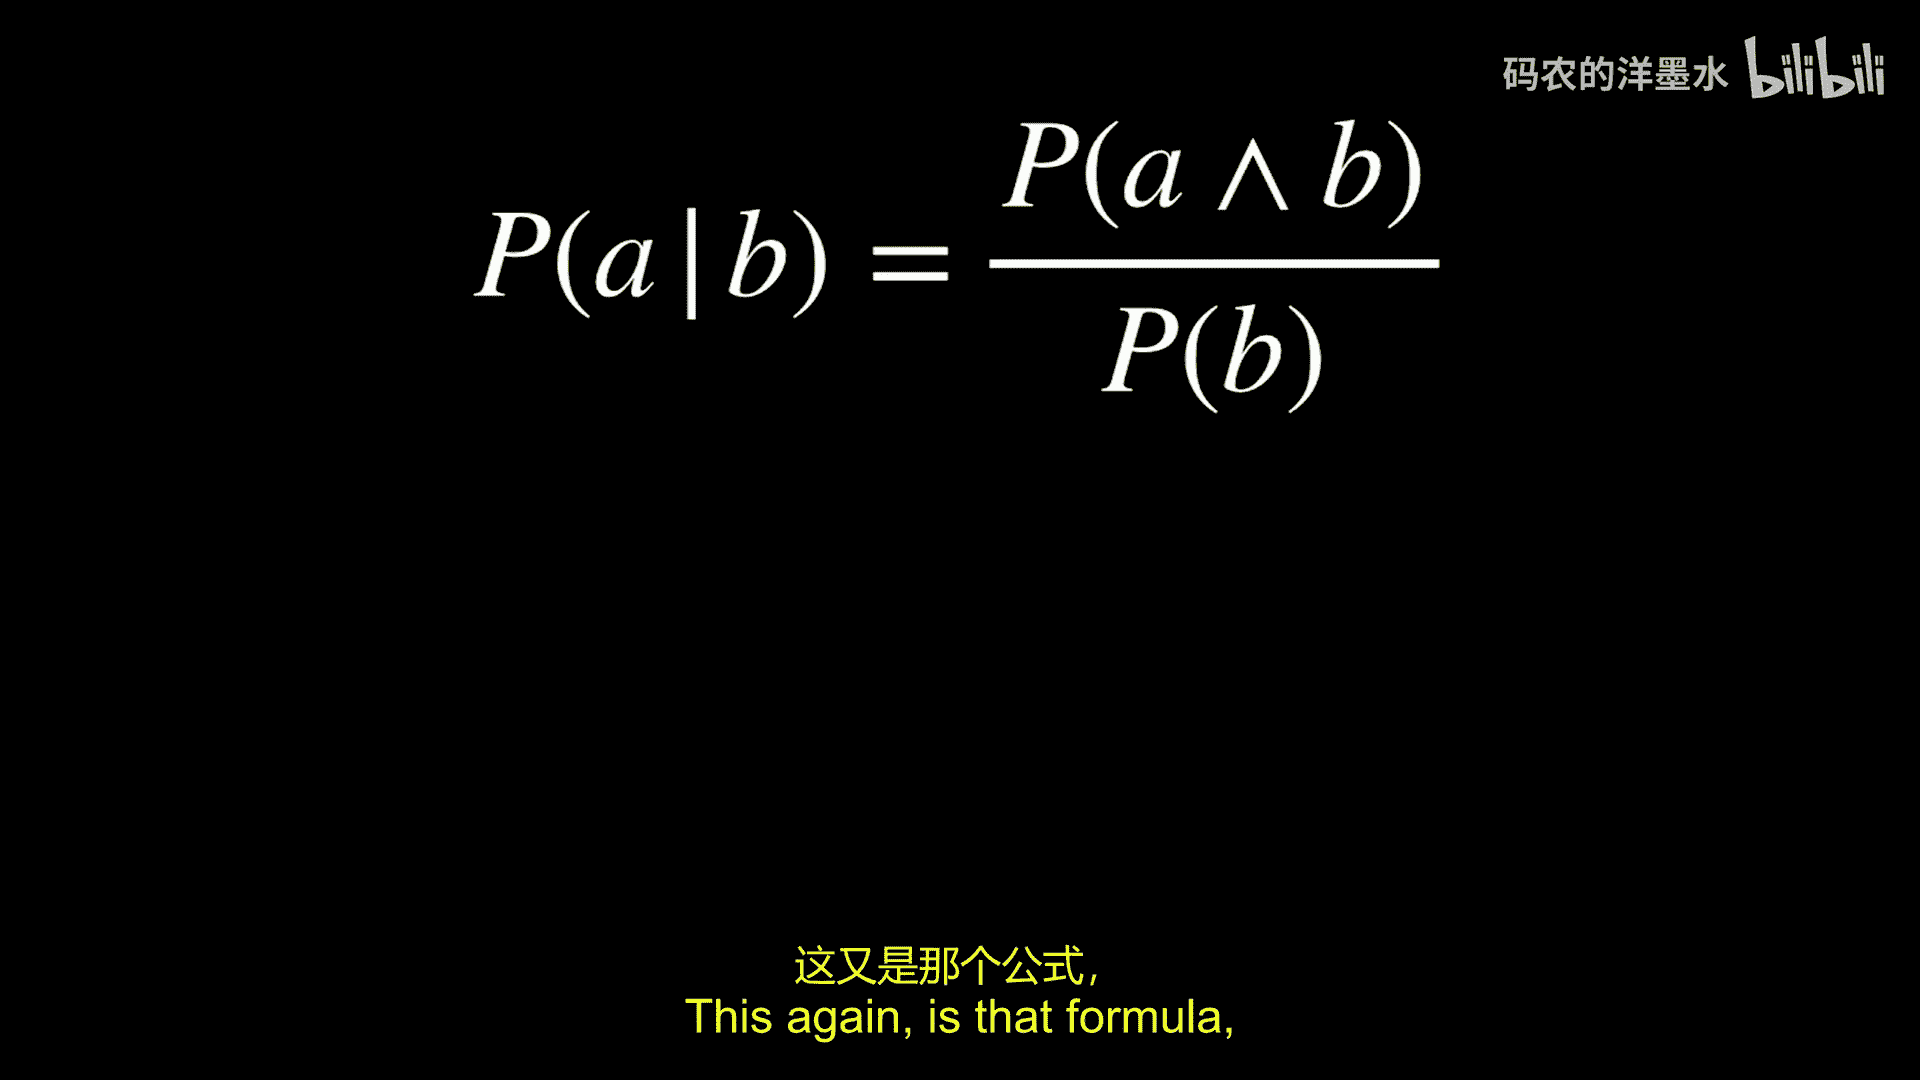 码农的洋墨水 bilibili
P(a | b) = P(a ∧ b) / P(b)
这又是那个公式，
This again, is that formula,